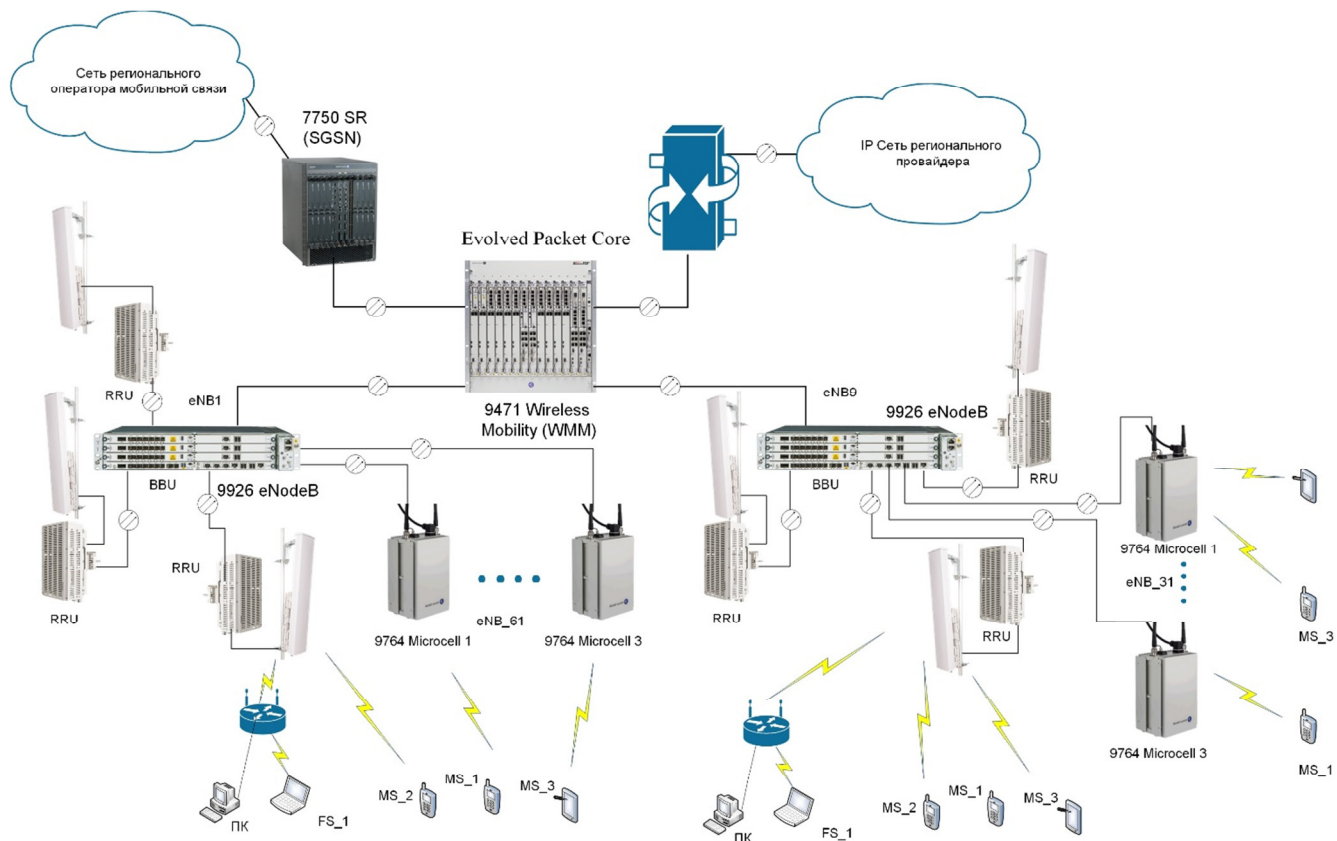 Сеть регионального
оператора мобильной связи
7750 SR
(SGSN)
IP Сеть регионального
провайдера
Evolved Packet Core
RRU
eNB1
9471 Wireless
Mobility (WMM)
eNB9
9926 eNodeB
BBU
9926 eNodeB
BBU
RRU
RRU
RRU
9764 Microcell 1
eNB_61
9764 Microcell 3
RRU
9764 Microcell 1
eNB_31
MS_3
9764 Microcell 3
MS_1
ПК
FS_1
MS_2
MS_1
MS_3
ПК
FS_1
MS_2
MS_1
MS_3